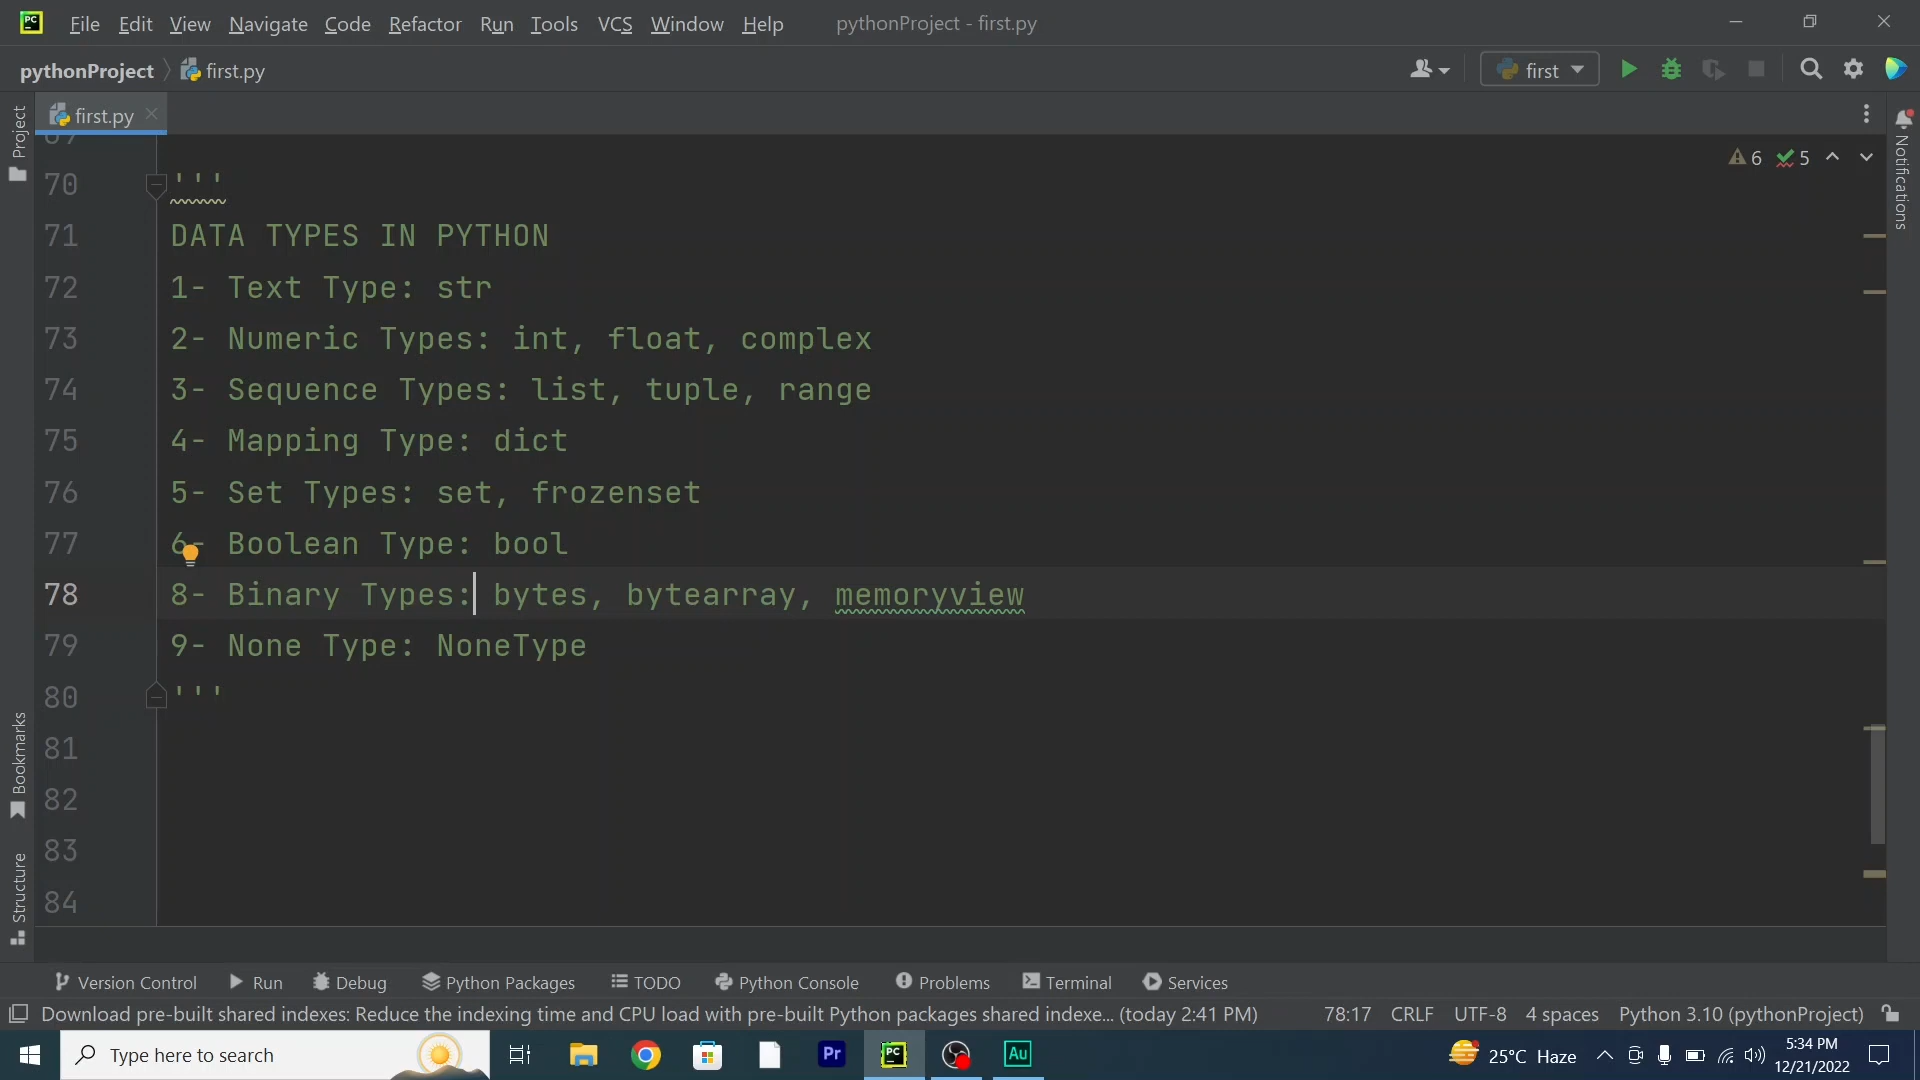 PC File Edit View Navigate Code Refactor Run Tools VCS Window Help pythonProject - first.py
pythonProject first.py first
first.py
Project
Notifications
6 5
69
70 '''
71 DATA TYPES IN PYTHON
72 1- Text Type: str
73 2- Numeric Types: int, float, complex
74 3- Sequence Types: list, tuple, range
75 4- Mapping Type: dict
76 5- Set Types: set, frozenset
77 6- Boolean Type: bool
78 8- Binary Types: bytes, bytearray, memoryview
79 9- None Type: NoneType
80 '''
81
82
83
84
Bookmarks
Structure
Version Control Run Debug Python Packages TODO Python Console Problems Terminal Services
Download pre-built shared indexes: Reduce the indexing time and CPU load with pre-built Python packages shared indexe... (today 2:41 PM) 78:17 CRLF UTF-8 4 spaces Python 3.10 (pythonProject)
Type here to search Pr PC Au 25°C Haze 5:34 PM
12/21/2022